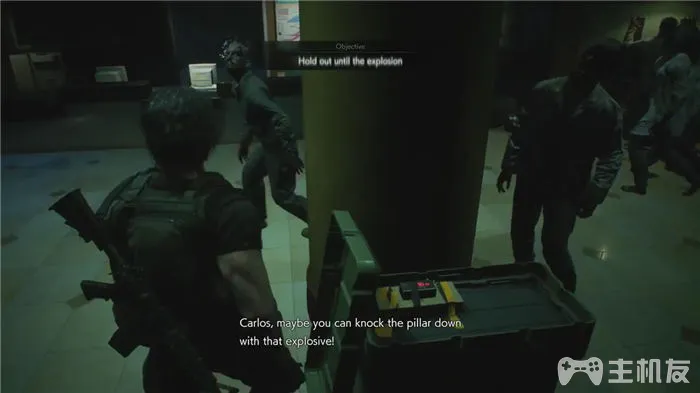 Objective
Hold out until the explosion
Carlos, maybe you can knock the pillar down
with that explosive!
主机友